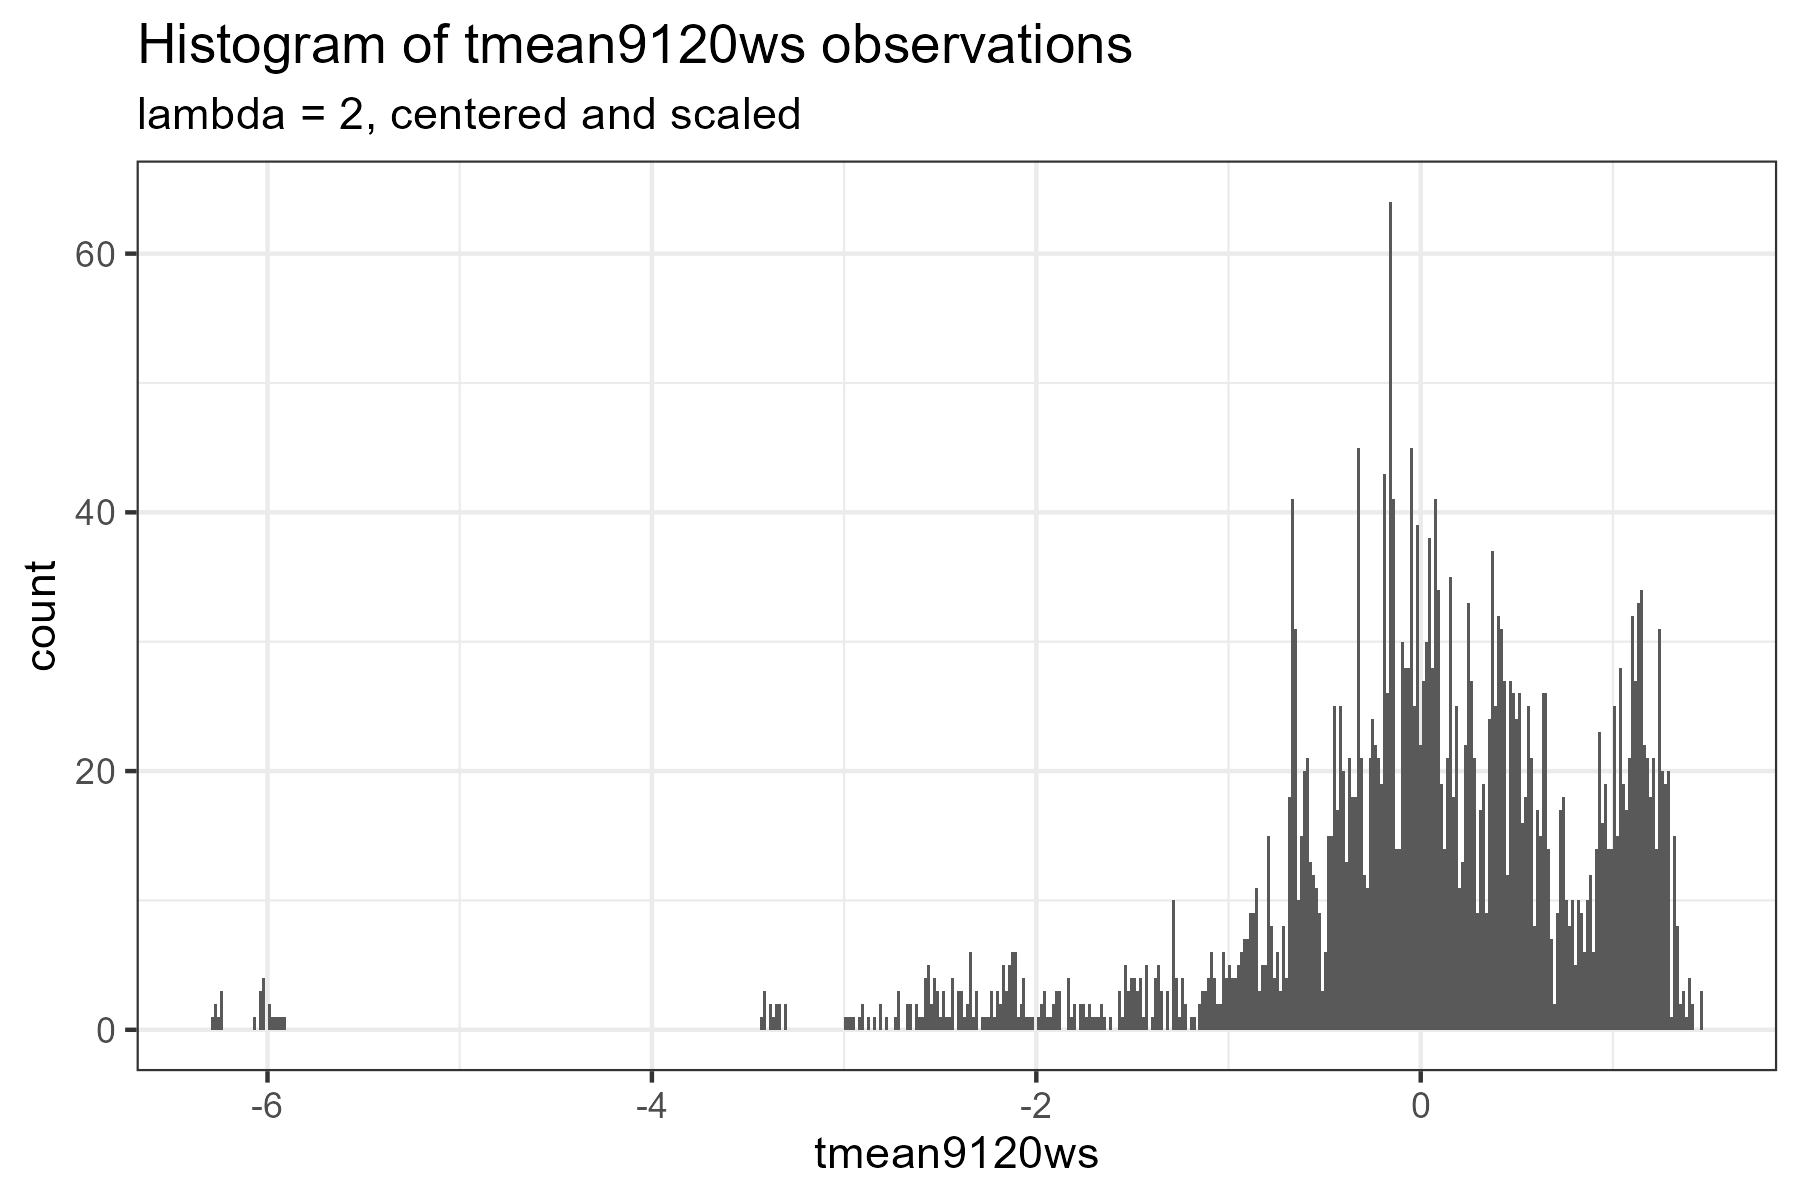 Histogram of tmean9120ws observations
lambda = 2, centered and scaled
60
40
20
0
count
-6
-4
-2
0
tmean9120ws